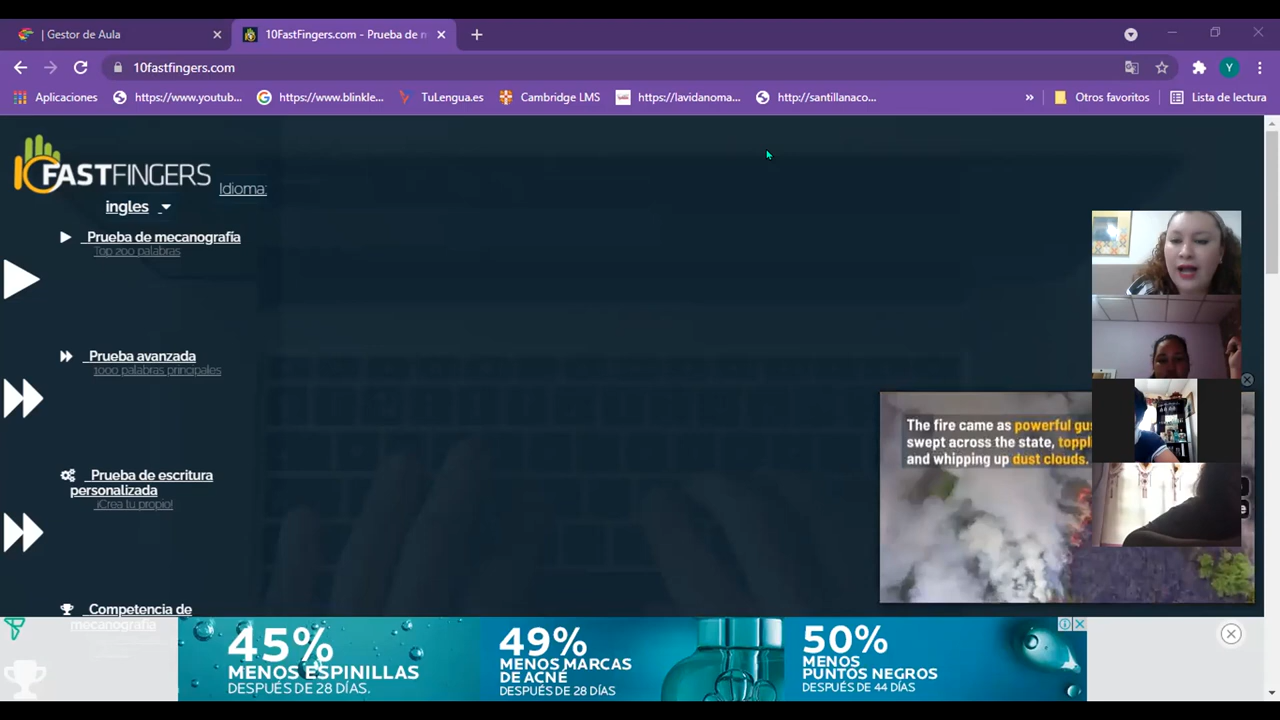 | Gestor de Aula
10FastFingers.com - Prueba de
10fastfingers.com
Y
Aplicaciones
https://www.youtub...
https://www.blinkle...
TuLengua.es
Cambridge LMS
https://lavidanoma...
http://santillanaco...
»
Otros favoritos
Lista de lectura
10FASTFINGERS
Idioma:
ingles
Prueba de mecanografía
Top 200 palabras
Prueba avanzada
1000 palabras principales
Prueba de escritura
personalizada
¡Crea tu propio!
Competencia de
mecanografía
The fire came as powerful gus
swept across the state, toppli
and whipping up dust clouds.
45%
MENOS ESPINILLAS
DESPUÉS DE 28 DÍAS.
49%
MENOS MARCAS
DE ACNÉ
DESPUÉS DE 28 DÍAS
50%
MENOS
PUNTOS NEGROS
DESPUÉS DE 44 DÍAS